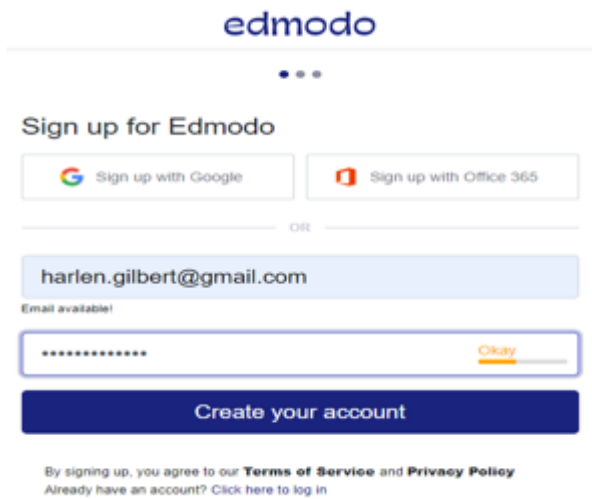 edmodo
Sign up for Edmodo
Sign up with Google
Sign up with Office 365
OR
harlen.gilbert@gmail.com
Email available!
•••••••••••••
Okay
Create your account
By signing up, you agree to our Terms of Service and Privacy Policy
Already have an account? Click here to log in